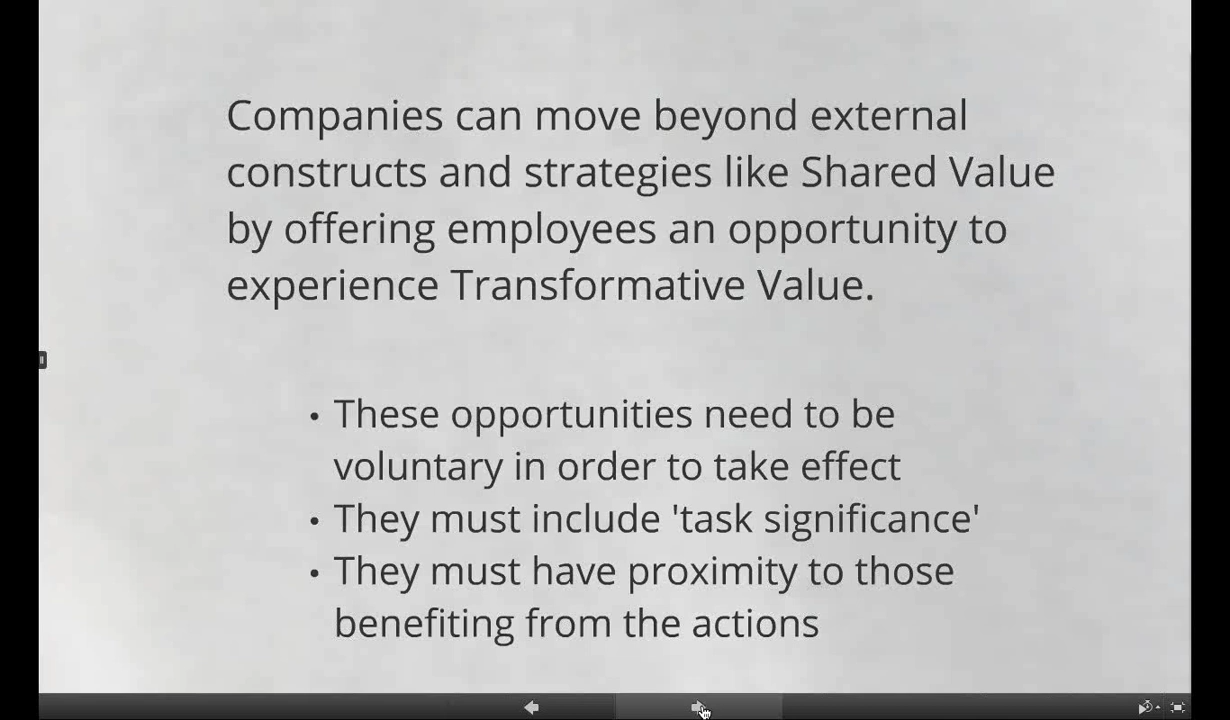 Companies can move beyond external
constructs and strategies like Shared Value
by offering employees an opportunity to
experience Transformative Value.
• These opportunities need to be
voluntary in order to take effect
• They must include 'task significance'
• They must have proximity to those
benefiting from the actions